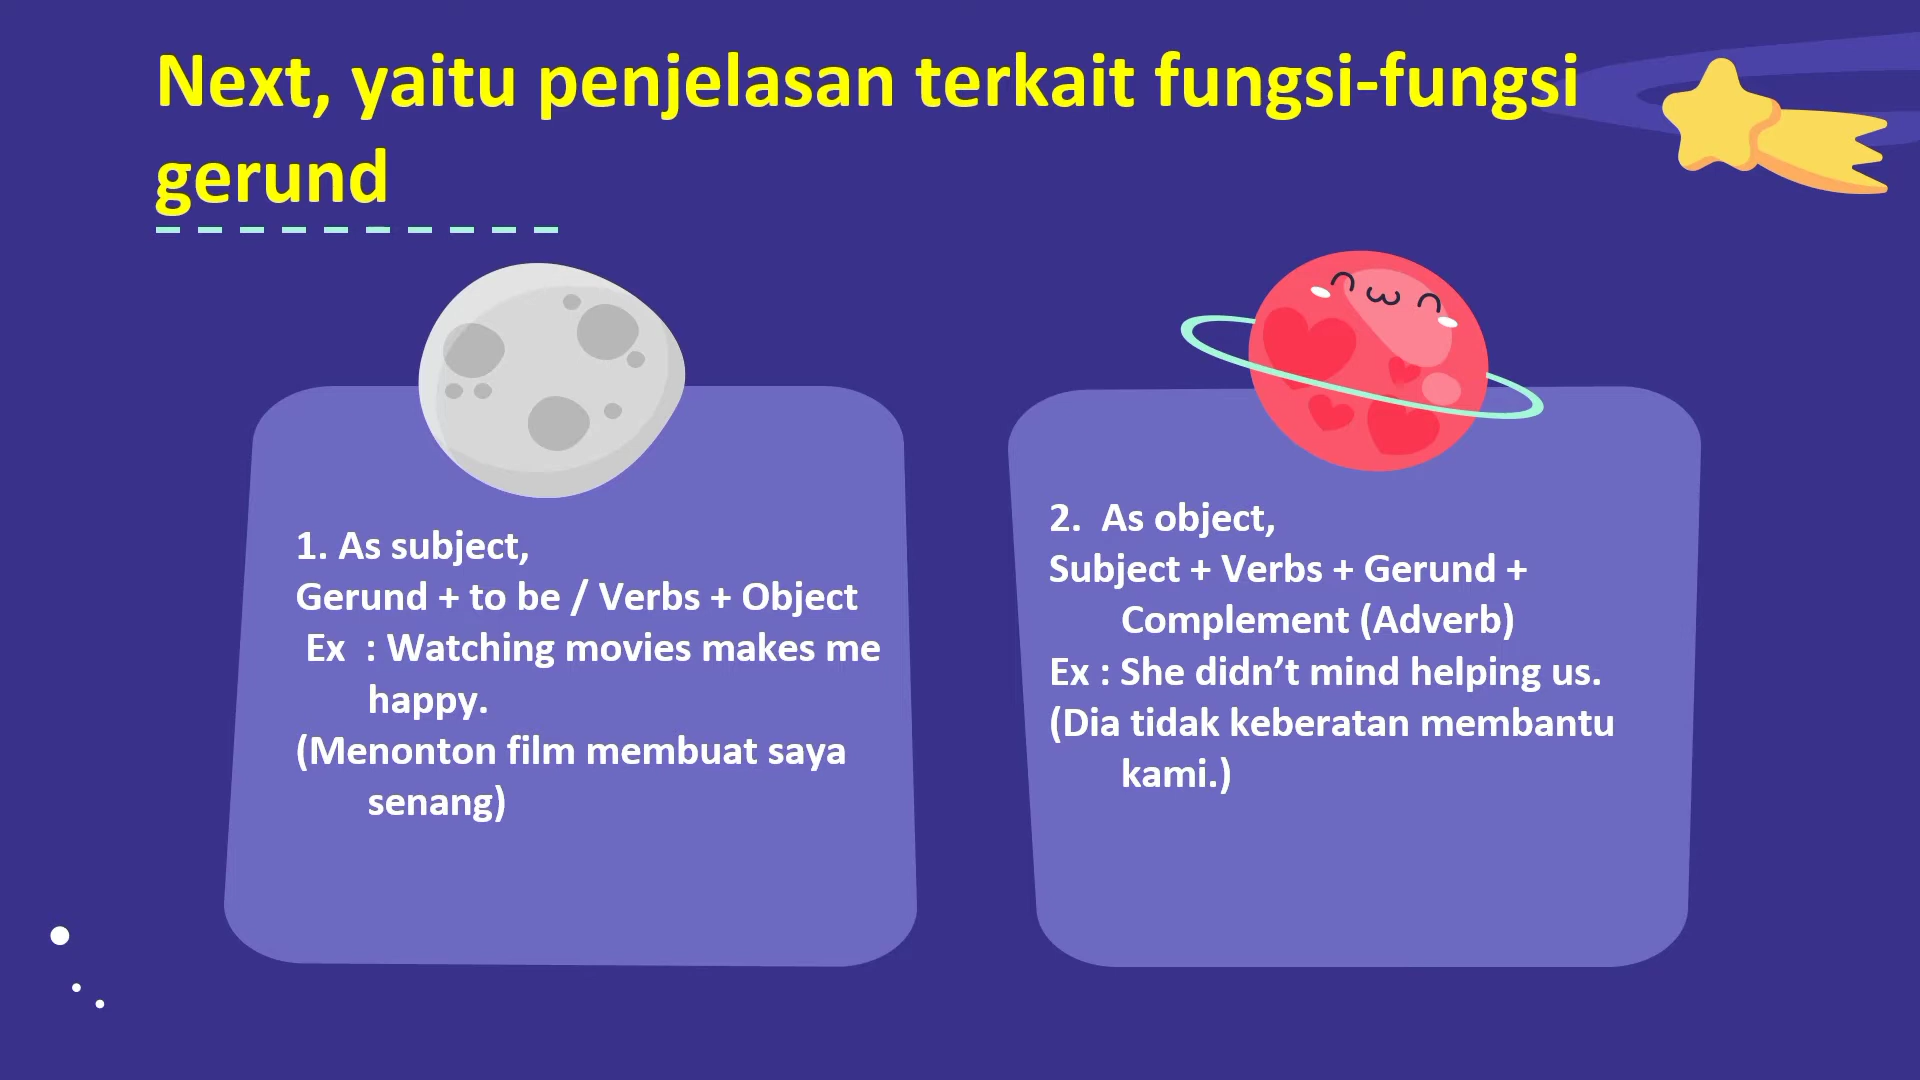 Next, yaitu penjelasan terkait fungsi-fungsi
gerund
1. As subject,
Gerund + to be / Verbs + Object
Ex : Watching movies makes me
happy.
(Menonton film membuat saya
senang)
2. As object,
Subject + Verbs + Gerund +
Complement (Adverb)
Ex : She didn’t mind helping us.
(Dia tidak keberatan membantu
kami.)